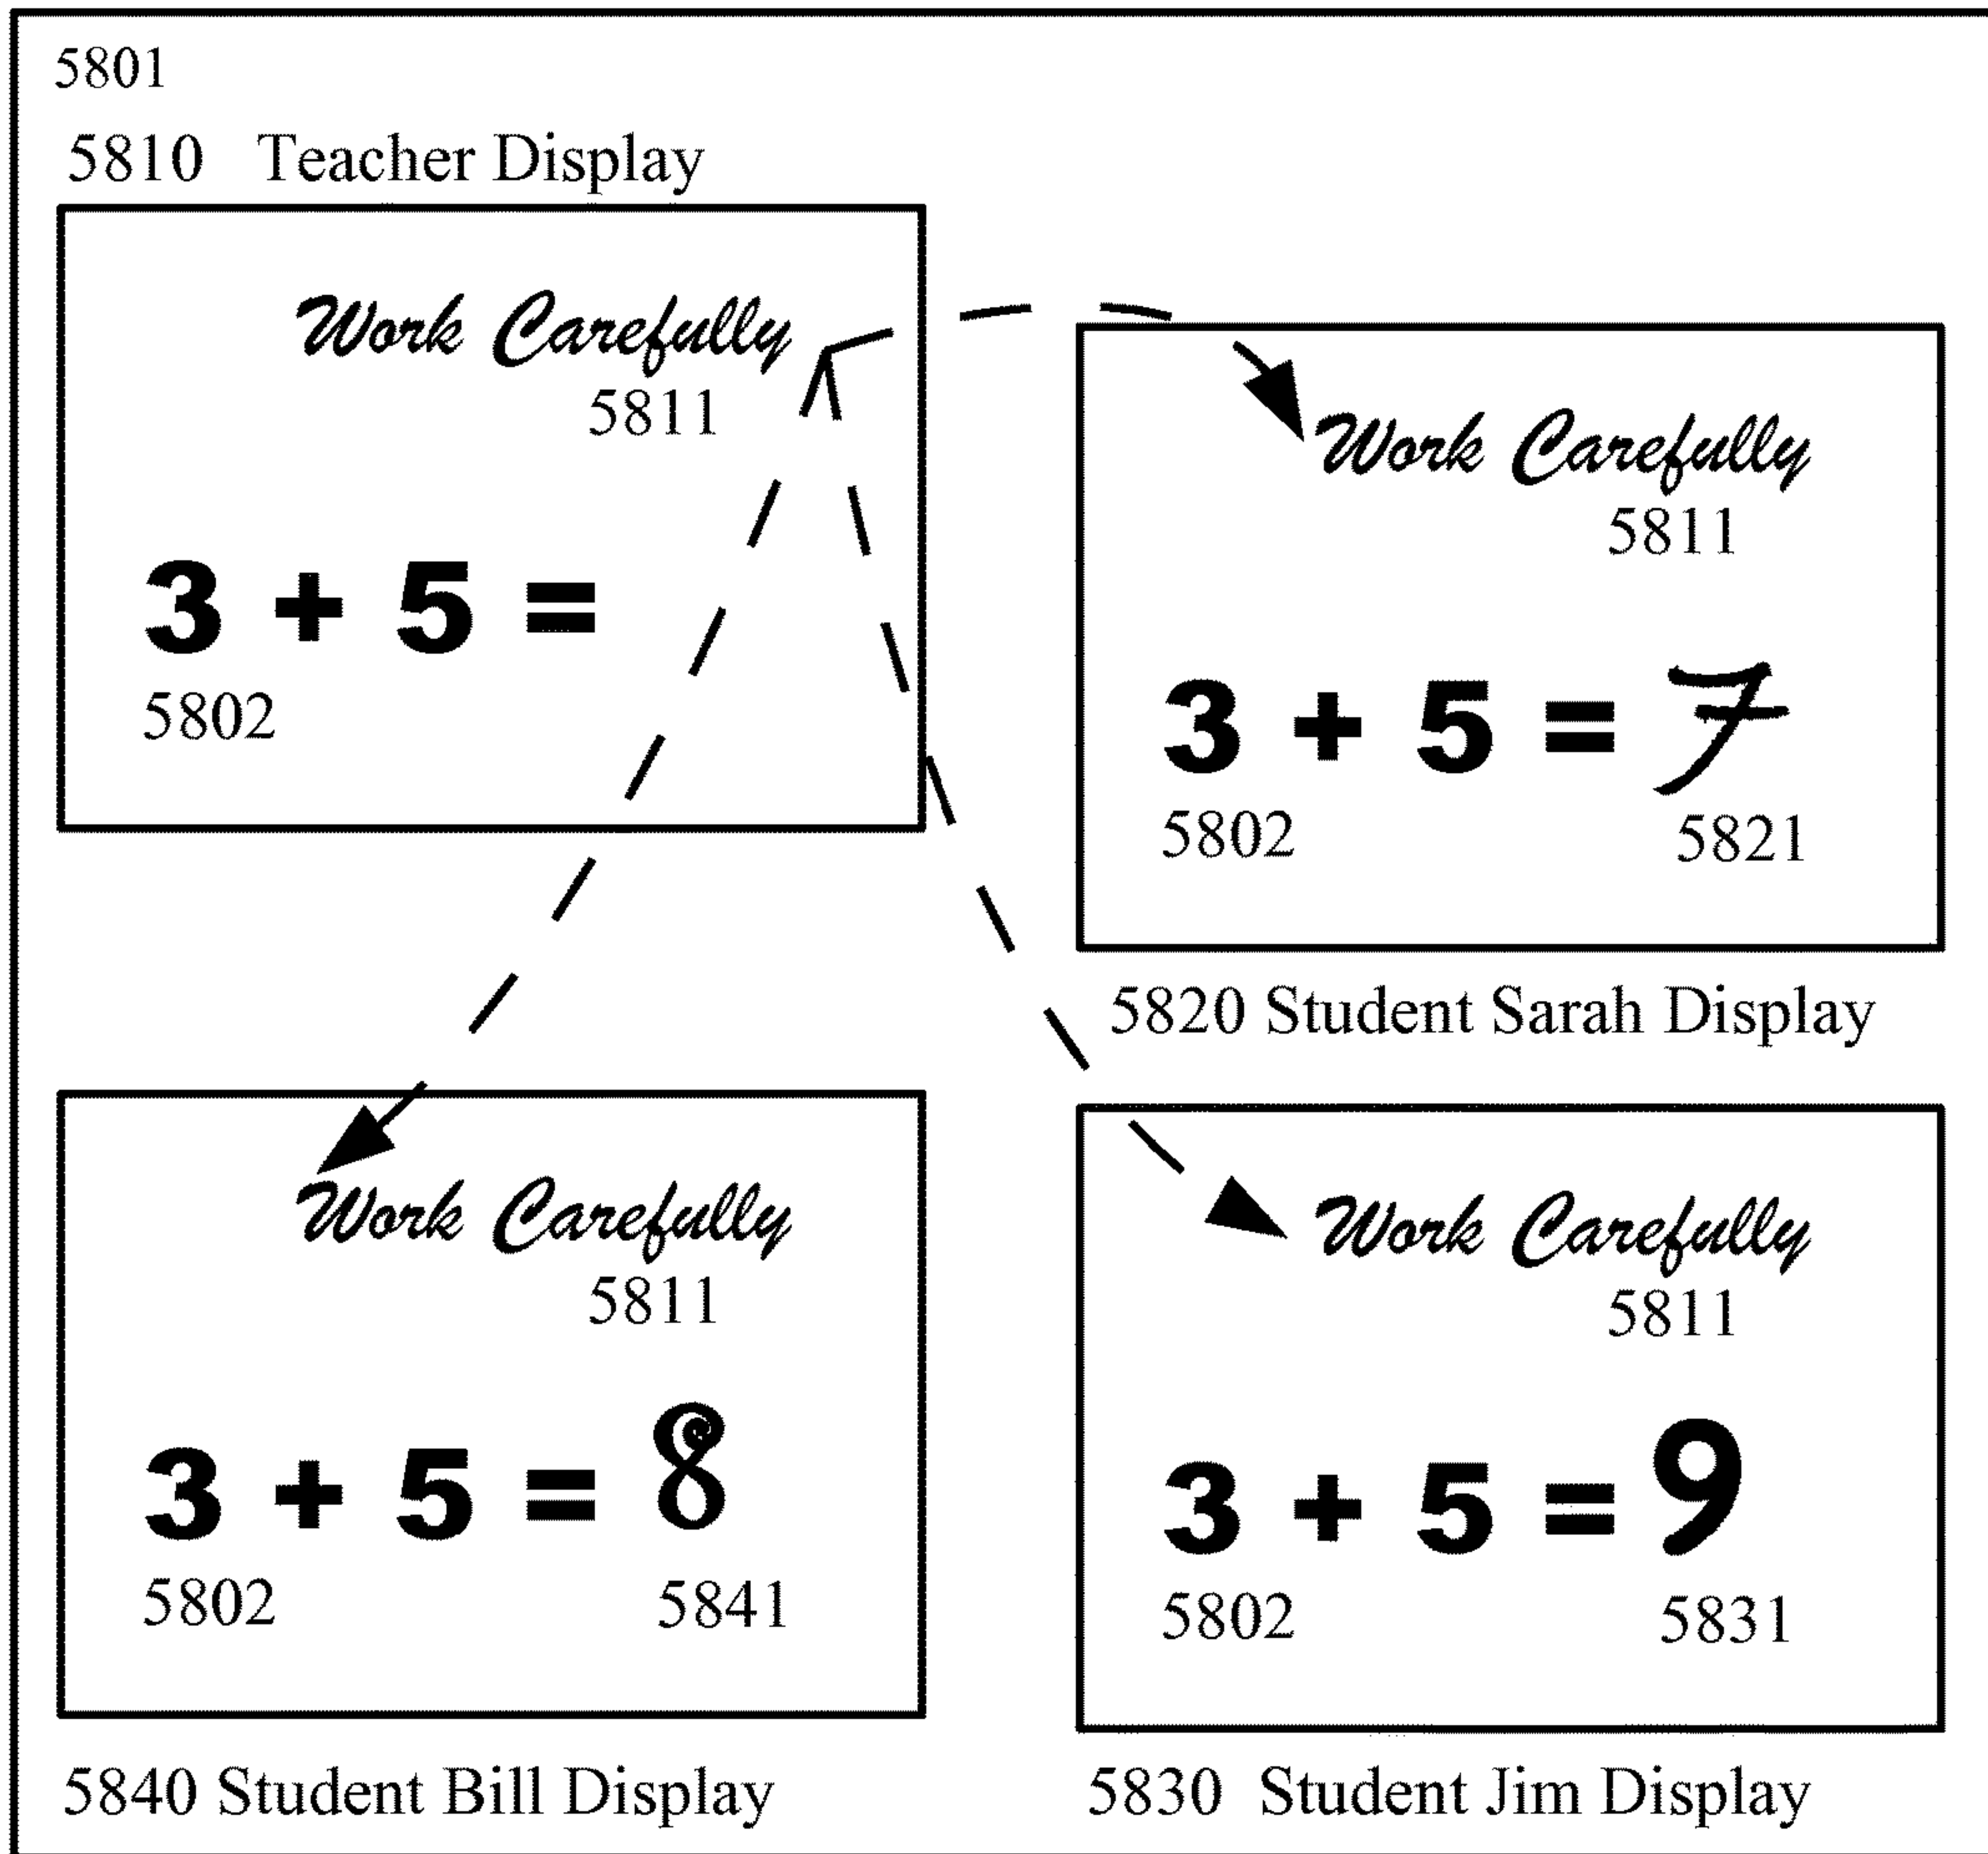 5801
5810 Teacher Display
Work Carefully
5811
3 + 5 =
5802
Work Carefully
5811
3 + 5 = 7
5802 5821
5820 Student Sarah Display
Work Carefully
5811
3 + 5 = 8
5802 5841
5840 Student Bill Display
Work Carefully
5811
3 + 5 = 9
5802 5831
5830 Student Jim Display